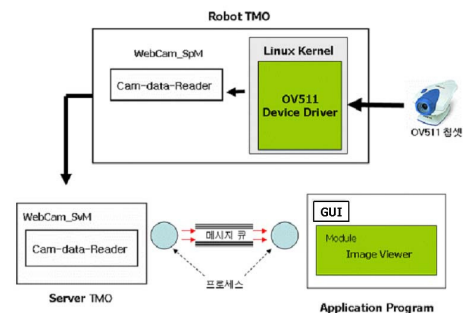 Robot TMO
WebCam_SpM
Cam-data-Reader
Linux Kernel
OV511
Device Driver
OV511 칩셋
WebCam_SvM
Cam-data-Reader
메시지 큐
프로세스
Server TMO
GUI
Module
Image Viewer
Application Program